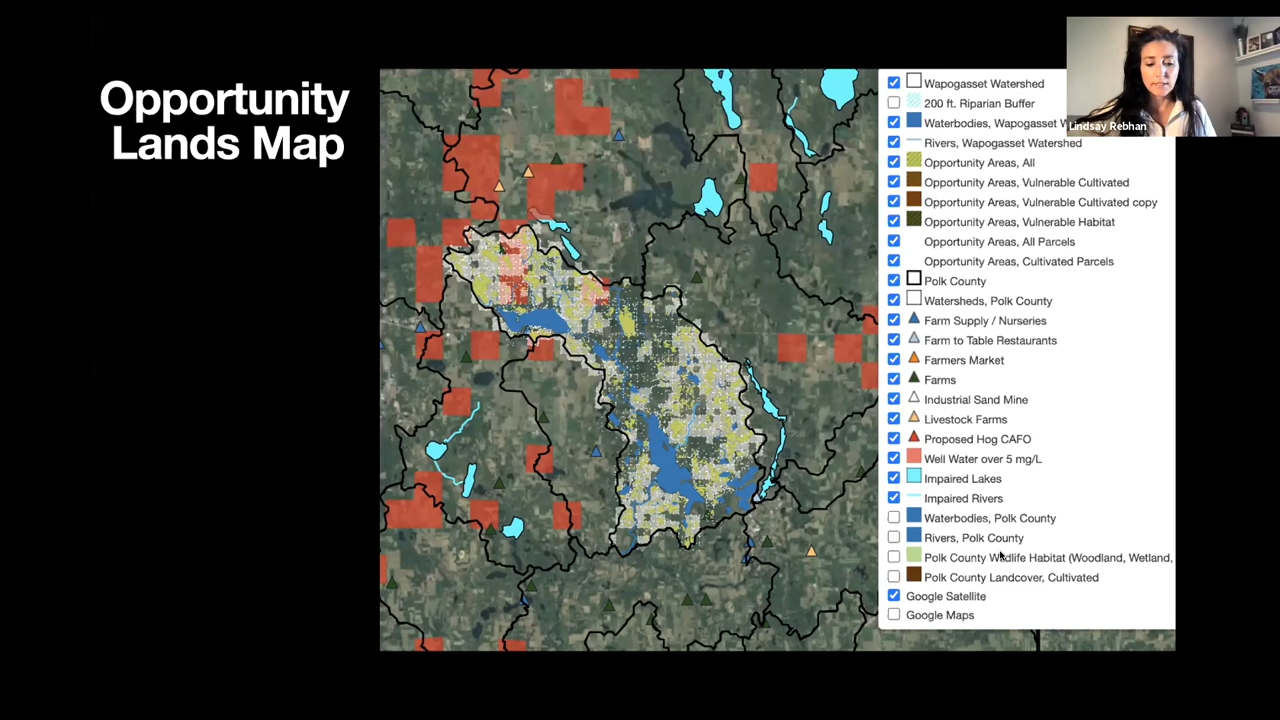 Opportunity
Lands Map
Wapogasset Watershed
200 ft. Riparian Buffer
Waterbodies, Wapogasset W
Rivers, Wapogasset Watershed
Opportunity Areas, All
Opportunity Areas, Vulnerable Cultivated
Opportunity Areas, Vulnerable Cultivated copy
Opportunity Areas, Vulnerable Habitat
Opportunity Areas, All Parcels
Opportunity Areas, Cultivated Parcels
Polk County
Watersheds, Polk County
Farm Supply / Nurseries
Farm to Table Restaurants
Farmers Market
Farms
Industrial Sand Mine
Livestock Farms
Proposed Hog CAFO
Well Water over 5 mg/L
Impaired Lakes
Impaired Rivers
Waterbodies, Polk County
Rivers, Polk County
Polk County Wildlife Habitat (Woodland, Wetland,
Polk County Landcover, Cultivated
Google Satellite
Google Maps
Lindsay Rebhan